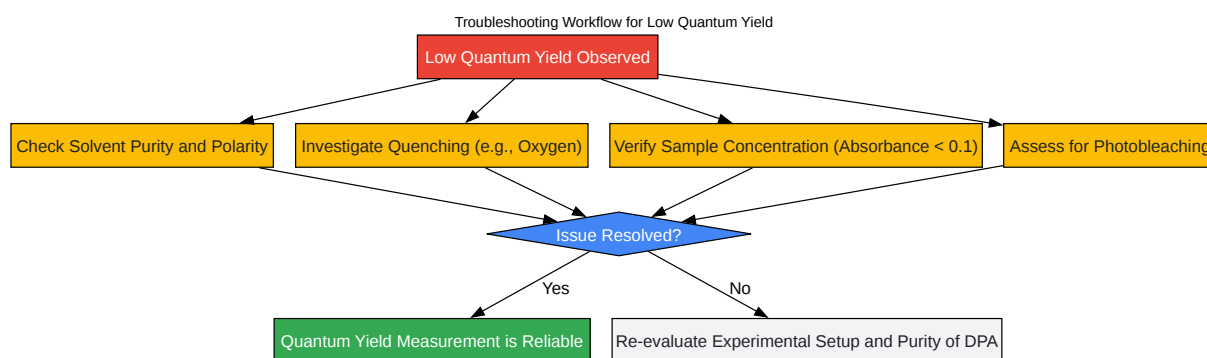 Troubleshooting Workflow for Low Quantum Yield
Low Quantum Yield Observed
Check Solvent Purity and Polarity
Investigate Quenching (e.g., Oxygen)
Verify Sample Concentration (Absorbance < 0.1)
Assess for Photobleaching
Issue Resolved?
Yes
No
Quantum Yield Measurement is Reliable
Re-evaluate Experimental Setup and Purity of DPA